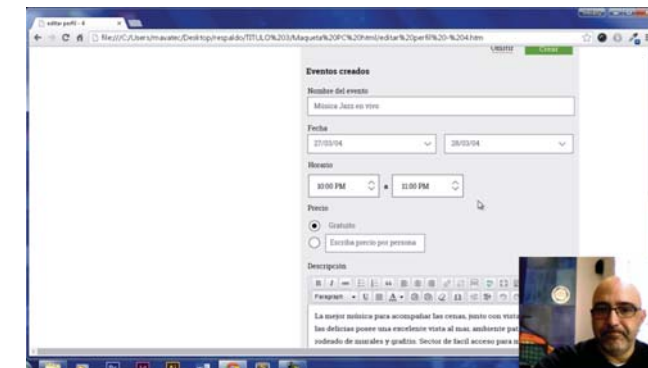 editar perfil - 4
file:///C:/Users/mavatec/Desktop/respaldo/TITULO%203/Maqueta%20PC%20html/editar%20perfil%20-%204.htm
Omitir Crear
Eventos creados
Nombre del evento
Música Jazz en vivo
Fecha
27/03/04 28/03/04
Horario
10:00 PM a 11:00 PM
Precio
Gratuito
Escriba precio por persona
Descripción
Paragraph
La mejor música para acompañar las cenas, junto con vista
las delicias posee una excelente vista al mar, ambiente pat
rodeado de murales y grafitis. Sector de facil acceso para m